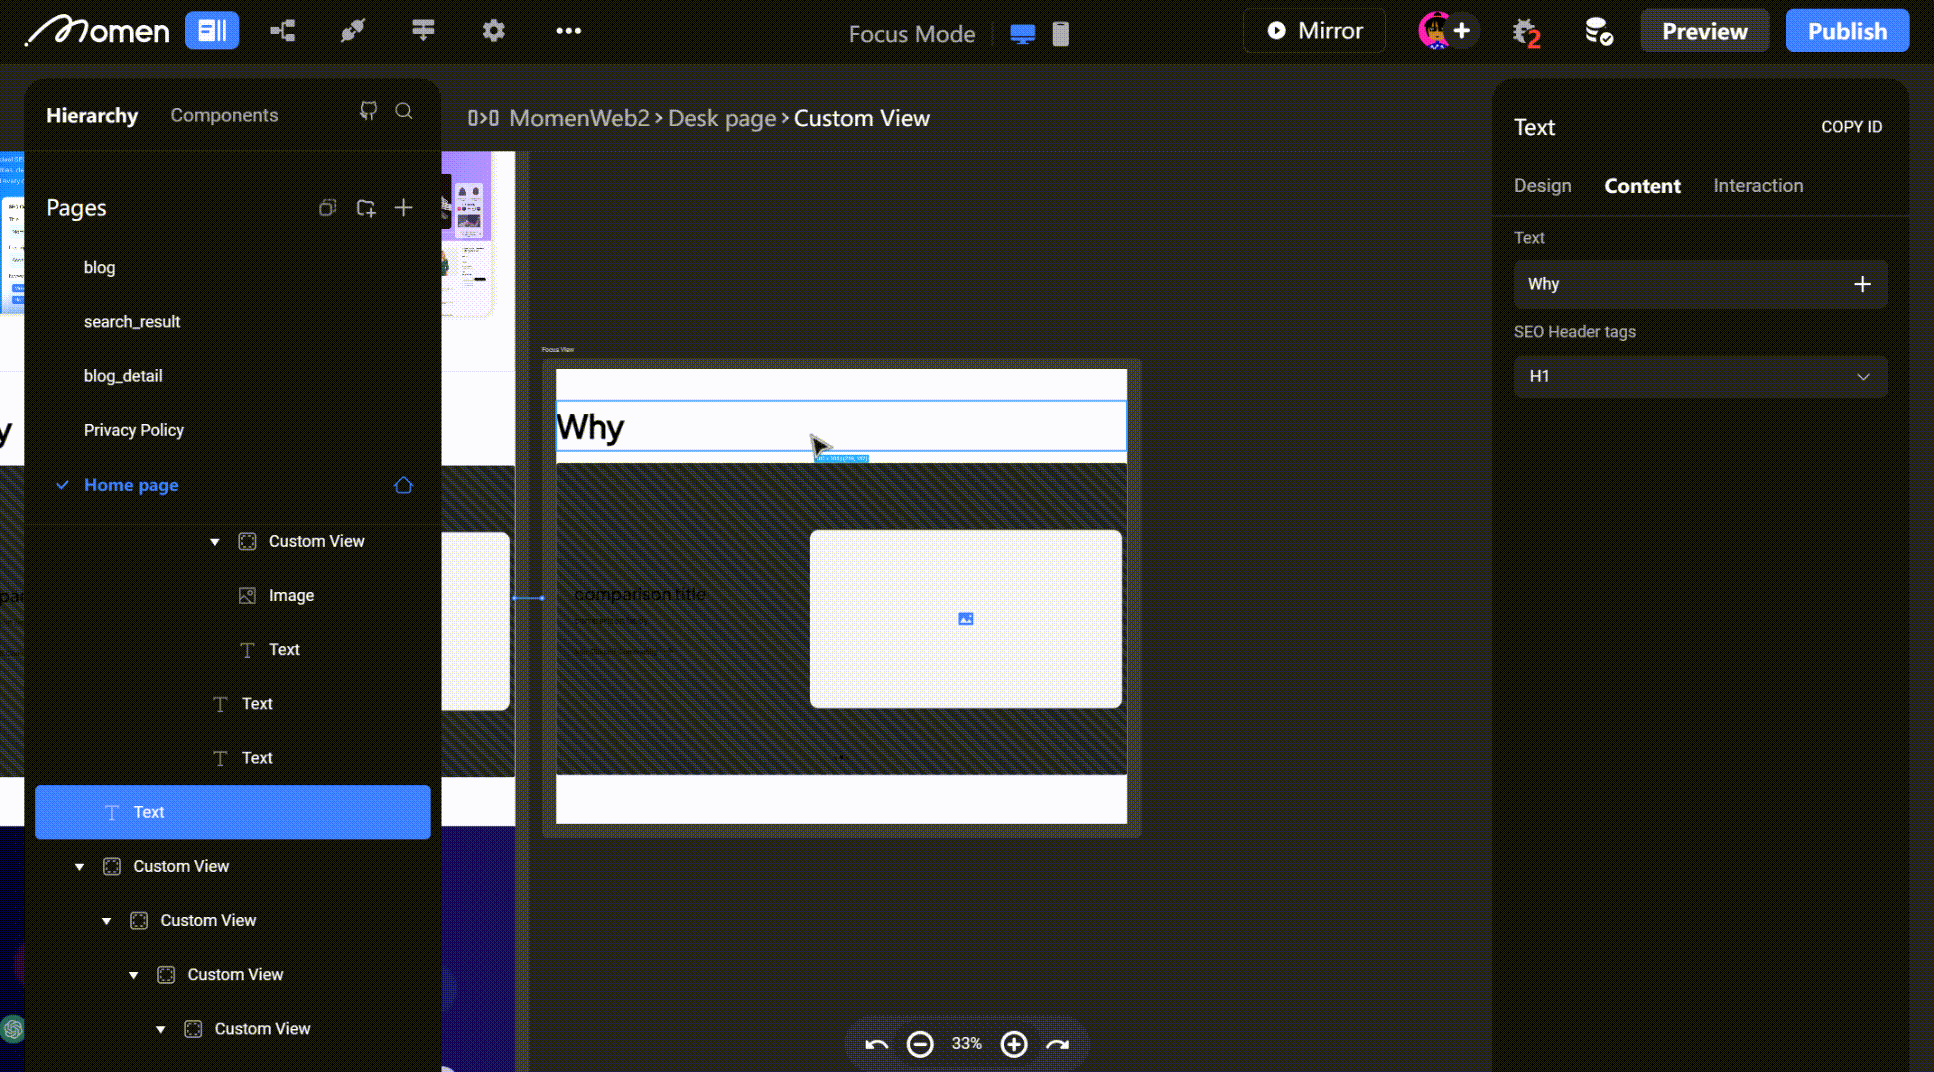 Momen
Focus Mode
Mirror
2
Preview
Publish
Hierarchy
Components
MomenWeb2 > Desk page > Custom View
Text
COPY ID
Design
Content
Interaction
Pages
Text
blog
Why
search_result
SEO Header tags
Focus View
blog_detail
H1
Privacy Policy
Why
Home page
Custom View
Image
comparison title
Text
Text
Text
Text
Custom View
Custom View
Custom View
Custom View
33%